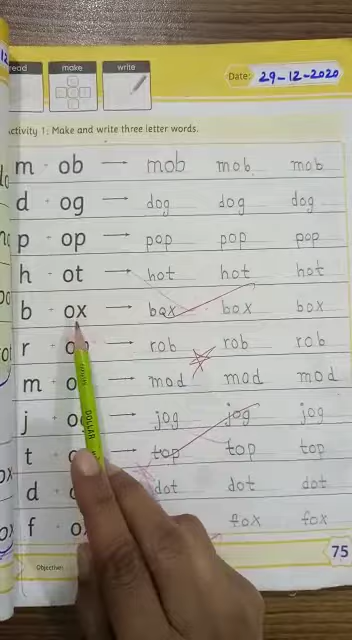 read make write
Date: 29-12-2020
Activity 1: Make and write three letter words.
m - ob → mob mob mob
d - og → dog dog dog
p - op → pop pop pop
h - ot → hot hot hot
b - ox → box box box
r - → rob rob rob
m - → mod mod mod
j - → jog jog jog
t - → top top top
d - dot dot dot
f - fox fox
Objective:
75
DOLLAR